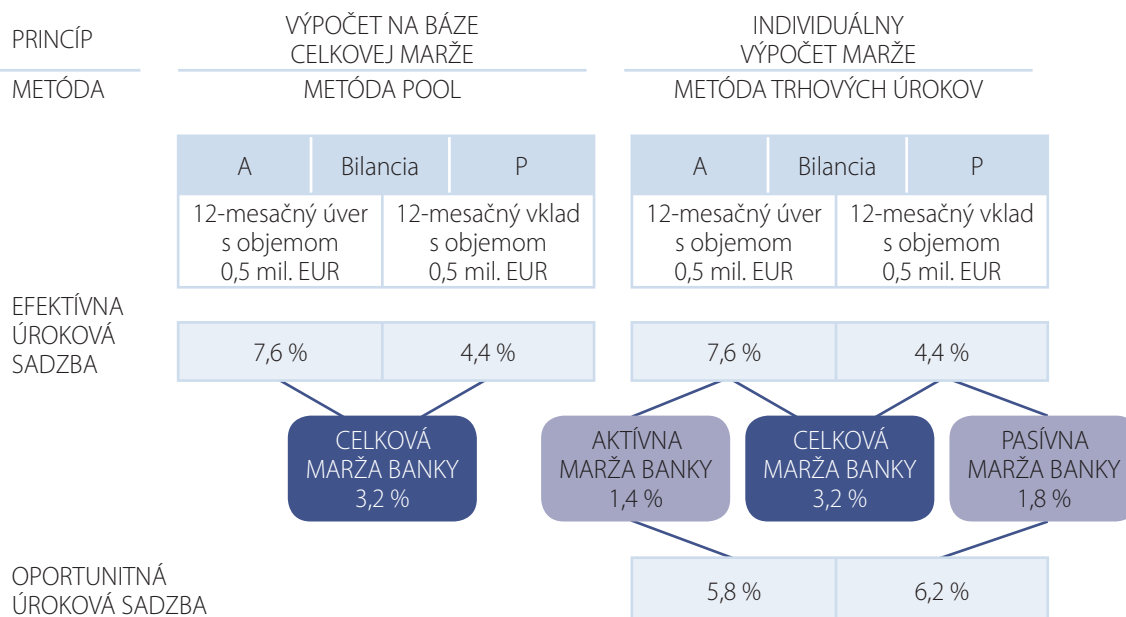 PRINCÍP
VÝPOČET NA BÁZE
CELKOVEJ MARŽE
INDIVIDUÁLNY
VÝPOČET MARŽE
METÓDA
METÓDA POOL
METÓDA TRHOVÝCH ÚROKOV
A Bilancia P
A Bilancia P
12-mesačný úver
s objemom
0,5 mil. EUR
12-mesačný vklad
s objemom
0,5 mil. EUR
12-mesačný úver
s objemom
0,5 mil. EUR
12-mesačný vklad
s objemom
0,5 mil. EUR
EFEKTÍVNA
ÚROKOVÁ
SADZBA
7,6 % 4,4 %
7,6 % 4,4 %
CELKOVÁ
MARŽA BANKY
3,2 %
AKTÍVNA
MARŽA BANKY
1,4 %
CELKOVÁ
MARŽA BANKY
3,2 %
PASÍVNA
MARŽA BANKY
1,8 %
OPORTUNITNÁ
ÚROKOVÁ SADZBA
5,8 % 6,2 %